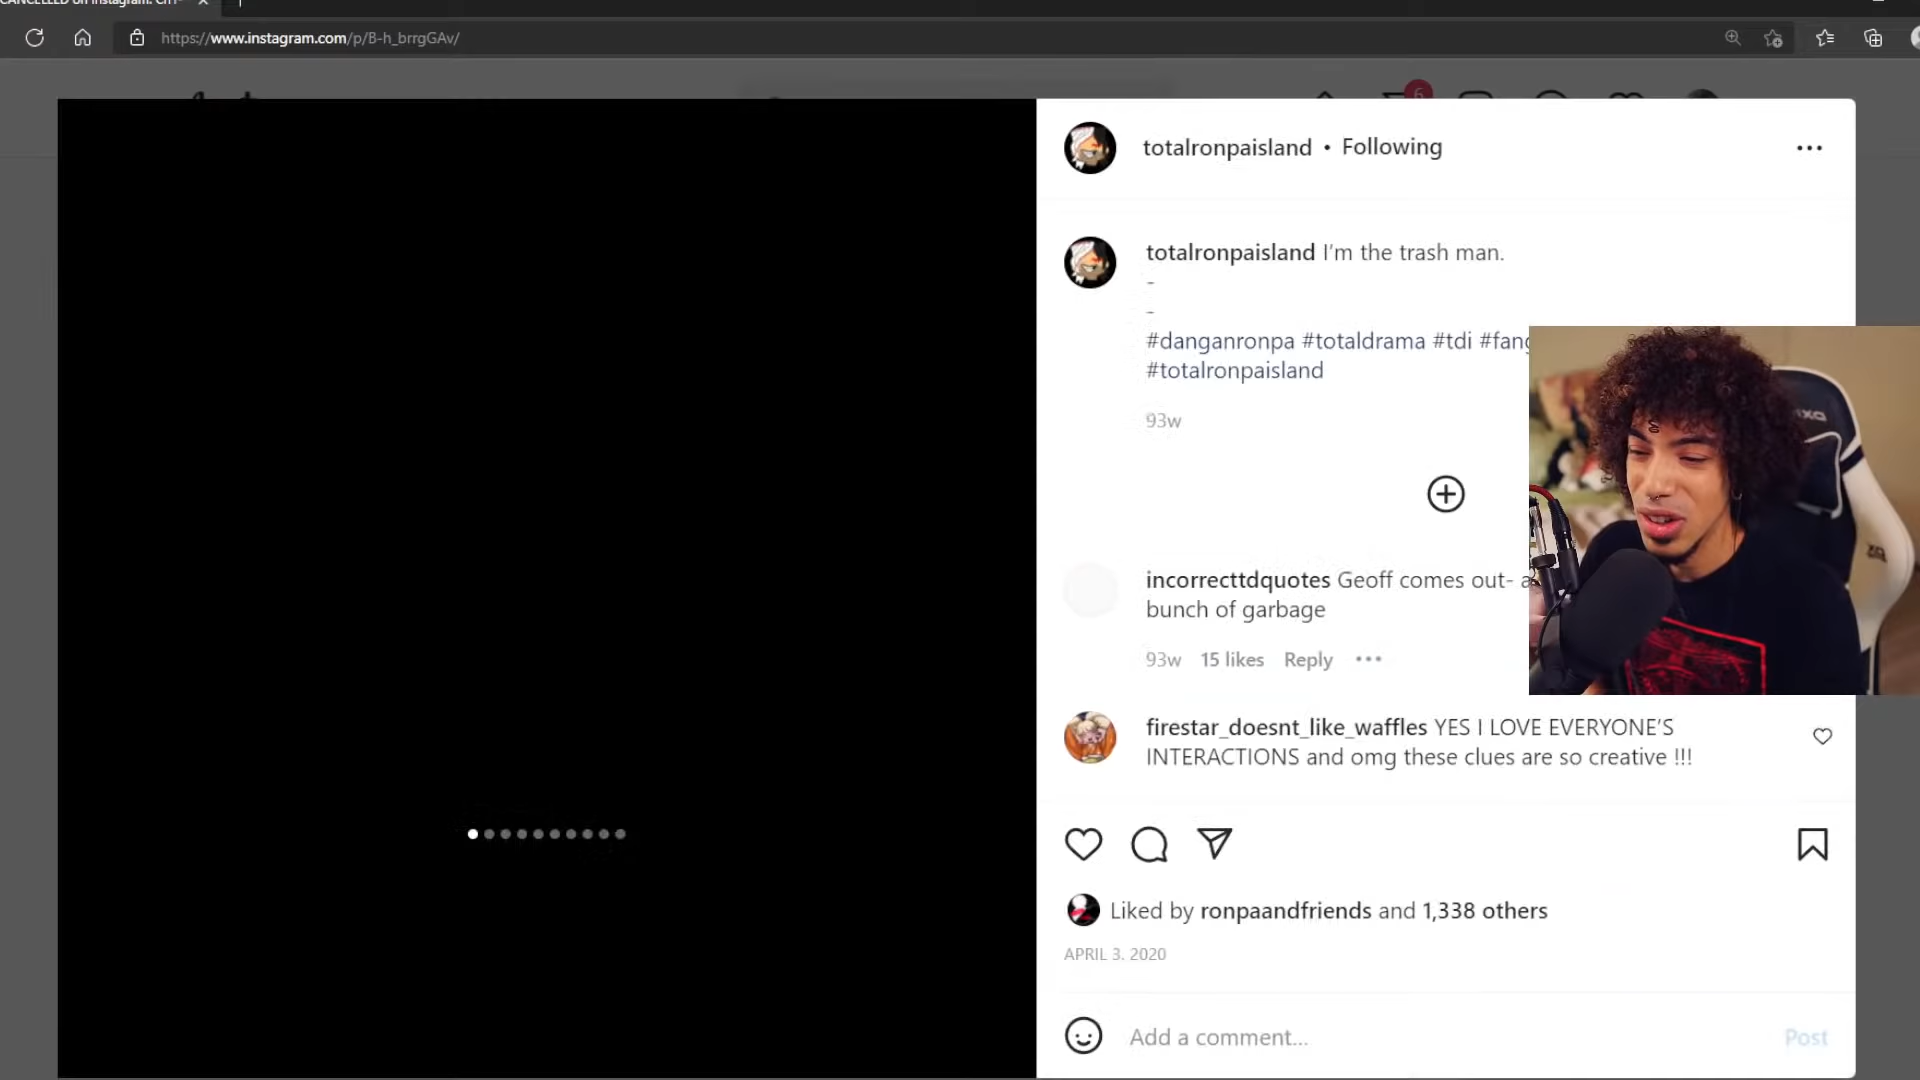 https://www.instagram.com/p/B-h_brrgGAv/
6
totalronpaisland • Following
totalronpaisland I'm the trash man.
-
-
#danganronpa #totaldrama #tdi
#totalronpaisland
93w
incorrecttdquotes Geoff comes out-
bunch of garbage
93w 15 likes Reply
firestar_doesnt_like_waffles YES I LOVE EVERYONE'S
INTERACTIONS and omg these clues are so creative !!!
Liked by ronpaandfriends and 1,338 others
APRIL 3, 2020
Add a comment...
Post